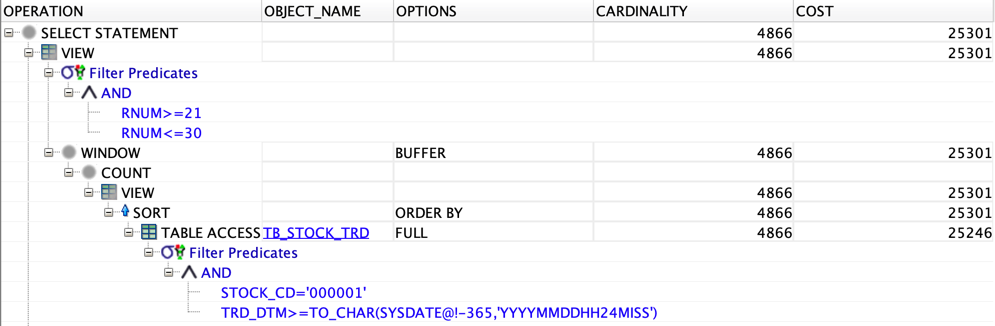 OPERATION OBJECT_NAME OPTIONS CARDINALITY COST
SELECT STATEMENT 4866 25301
VIEW 4866 25301
Filter Predicates
AND
RNUM>=21
RNUM<=30
WINDOW BUFFER 4866 25301
COUNT
VIEW 4866 25301
SORT ORDER BY 4866 25301
TABLE ACCESS TB_STOCK_TRD FULL 4866 25246
Filter Predicates
AND
STOCK_CD='000001'
TRD_DTM>=TO_CHAR(SYSDATE@!-365,'YYYYMMDDHH24MISS')